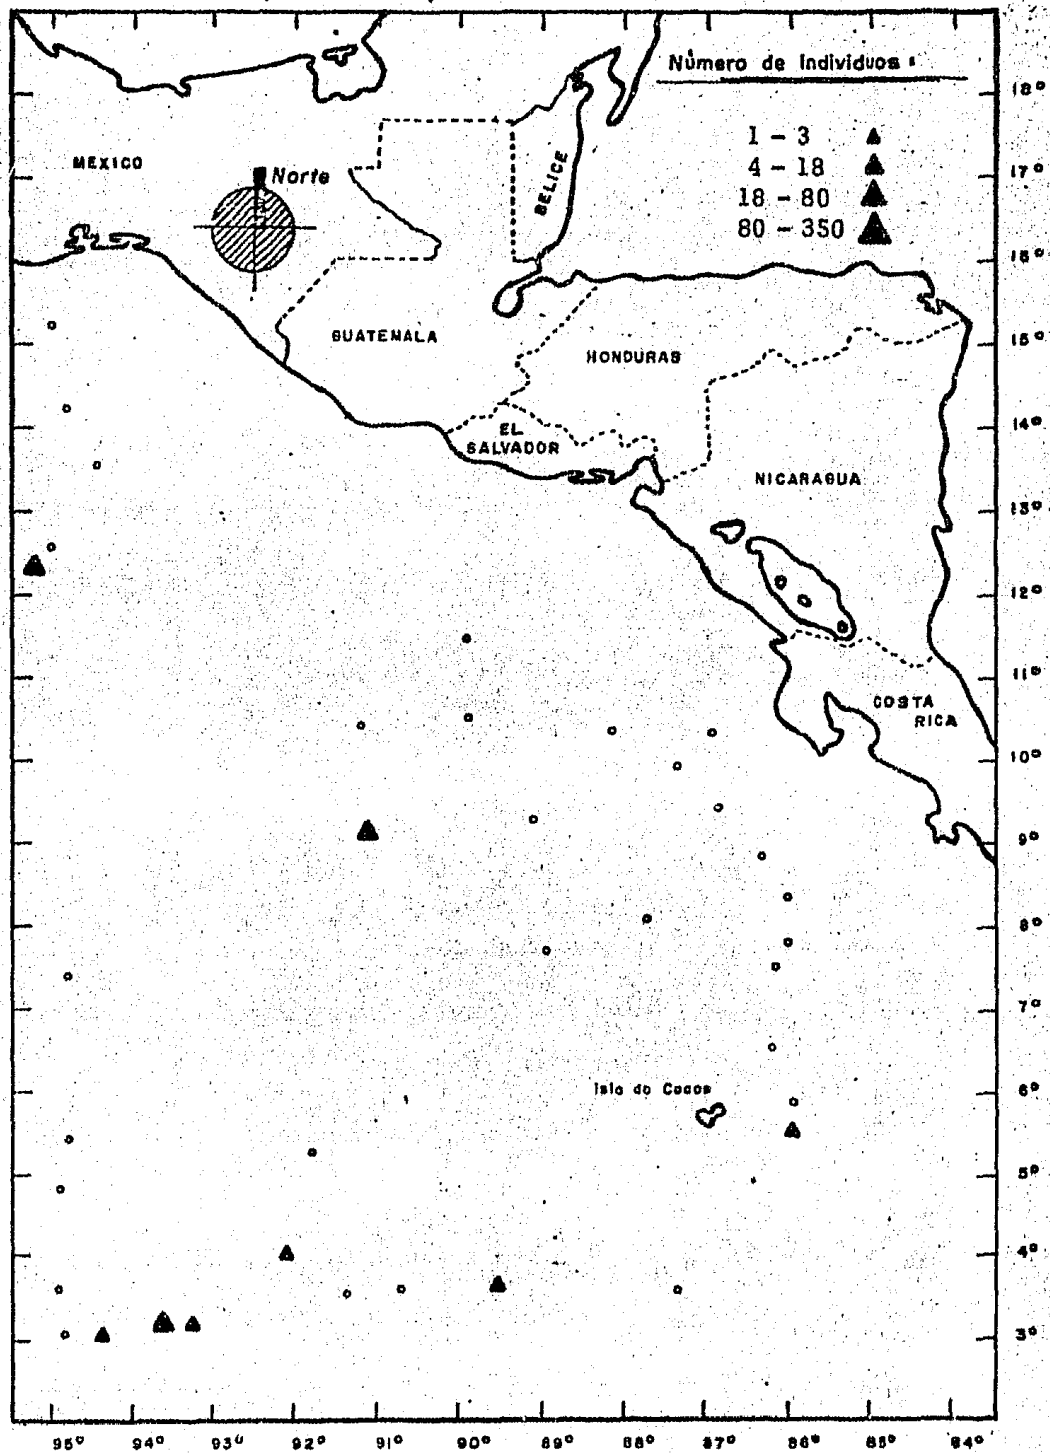 Número de individuos:
1 - 3
4 - 18
18 - 80
80 - 350
MEXICO
Norte
BELICE
GUATEMALA
HONDURAS
EL
SALVADOR
NICARAGUA
COSTA
RICA
Isla do Cocos
18°
17°
16°
15°
14°
13°
12°
11°
10°
9°
8°
7°
6°
5°
4°
3°
95° 94° 93° 92° 91° 90° 89° 88° 87° 86° 85° 84°